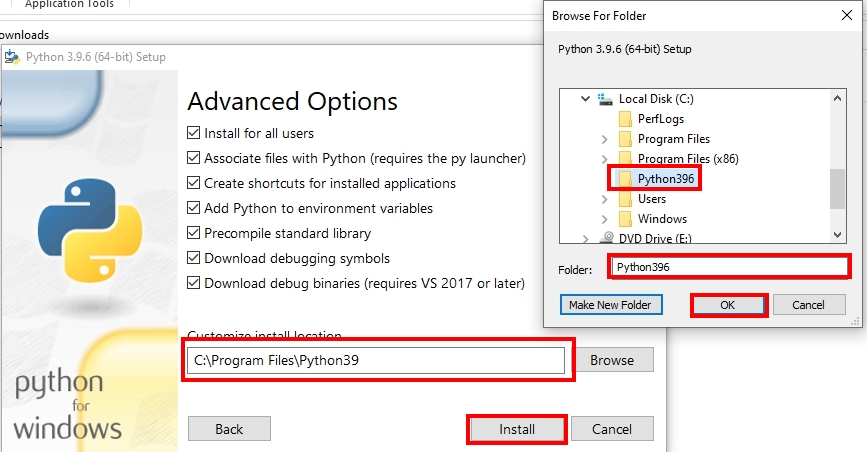 Application Tools
ownloads
Python 3.9.6 (64-bit) Setup
Advanced Options
Install for all users
Associate files with Python (requires the py launcher)
Create shortcuts for installed applications
Add Python to environment variables
Precompile standard library
Download debugging symbols
Download debug binaries (requires VS 2017 or later)
Customize install location
C:\Program Files\Python39
Browse
python
for
windows
Back
Install
Cancel
Browse For Folder
Python 3.9.6 (64-bit) Setup
Local Disk (C:)
PerfLogs
Program Files
Program Files (x86)
Python396
Users
Windows
DVD Drive (E:)
Folder:
Python396
Make New Folder
OK
Cancel